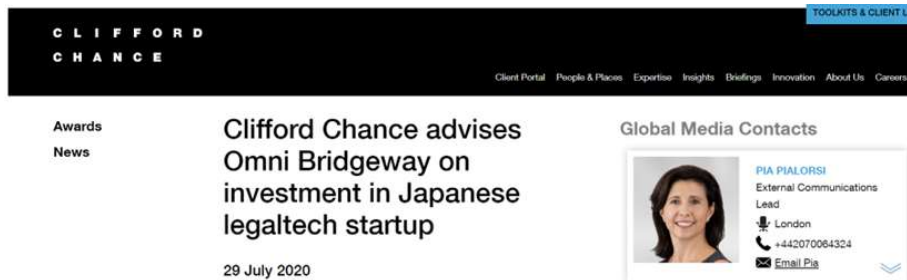 TOOLKITS & CLIENT
CLIFFORD
CHANCE
Client Portal People & Places Expertise Insights Briefings Innovation About Us Careers
Awards
News
Clifford Chance advises
Omni Bridgeway on
investment in Japanese
legaltech startup
29 July 2020
Global Media Contacts
PIA PIALORSI
External Communications
Lead
London
+442070064324
Email Pia